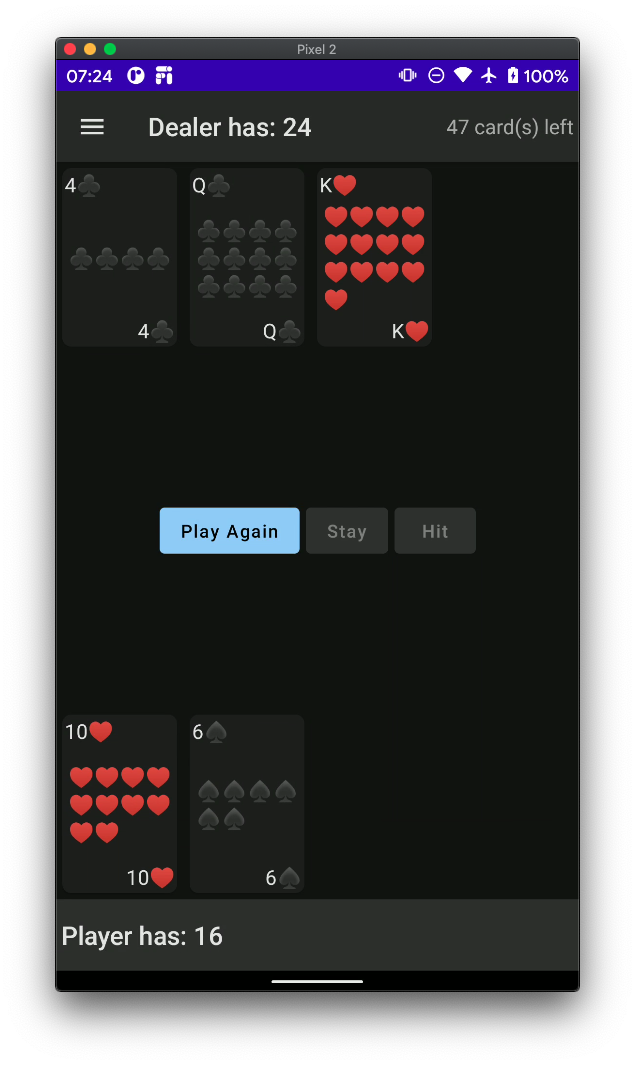 Pixel 2
07:24 100%
Dealer has: 24 47 card(s) left
4 Q K
4 Q K
Play Again Stay Hit
10 6
10 6
Player has: 16